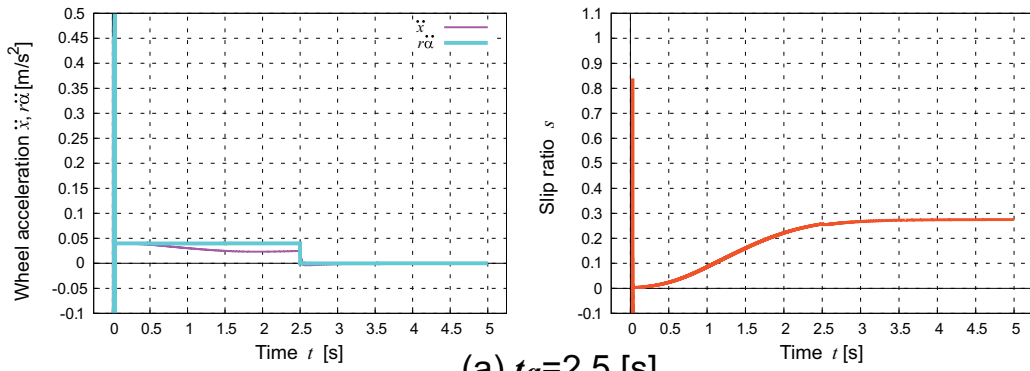 Wheel acceleration ẍ, rα̈ [m/s²]
0.5
0.45
0.4
0.35
0.3
0.25
0.2
0.15
0.1
0.05
0
-0.05
-0.1
ẍ
rα̈
0 0.5 1 1.5 2 2.5 3 3.5 4 4.5 5
Time t [s]
Slip ratio s
1.1
1
0.9
0.8
0.7
0.6
0.5
0.4
0.3
0.2
0.1
0
-0.1
0 0.5 1 1.5 2 2.5 3 3.5 4 4.5 5
Time t [s]
(a) ta=2.5 [s]